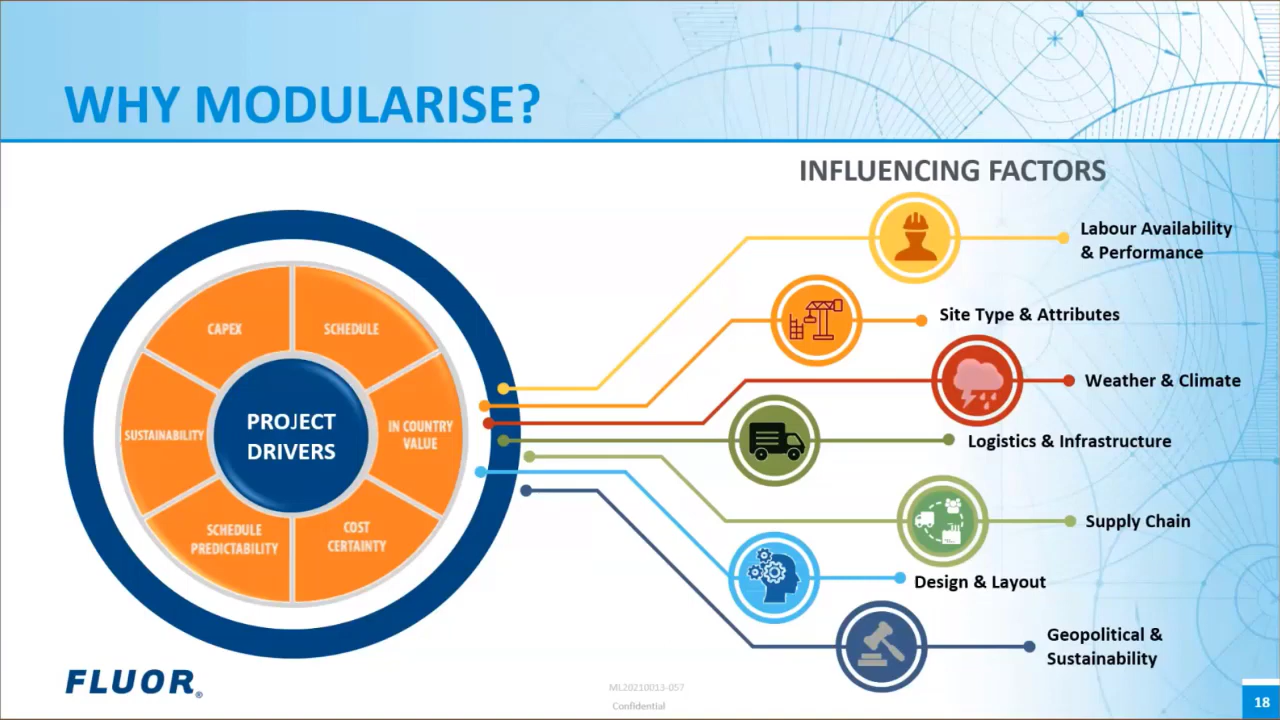 WHY MODULARISE?
INFLUENCING FACTORS
CAPEX
SCHEDULE
SUSTAINABILITY
PROJECT
DRIVERS
IN COUNTRY
VALUE
SCHEDULE
PREDICTABILITY
COST
CERTAINTY
Labour Availability
& Performance
Site Type & Attributes
Weather & Climate
Logistics & Infrastructure
Supply Chain
Design & Layout
Geopolitical &
Sustainability
FLUOR®
ML20210013-057
Confidential
18